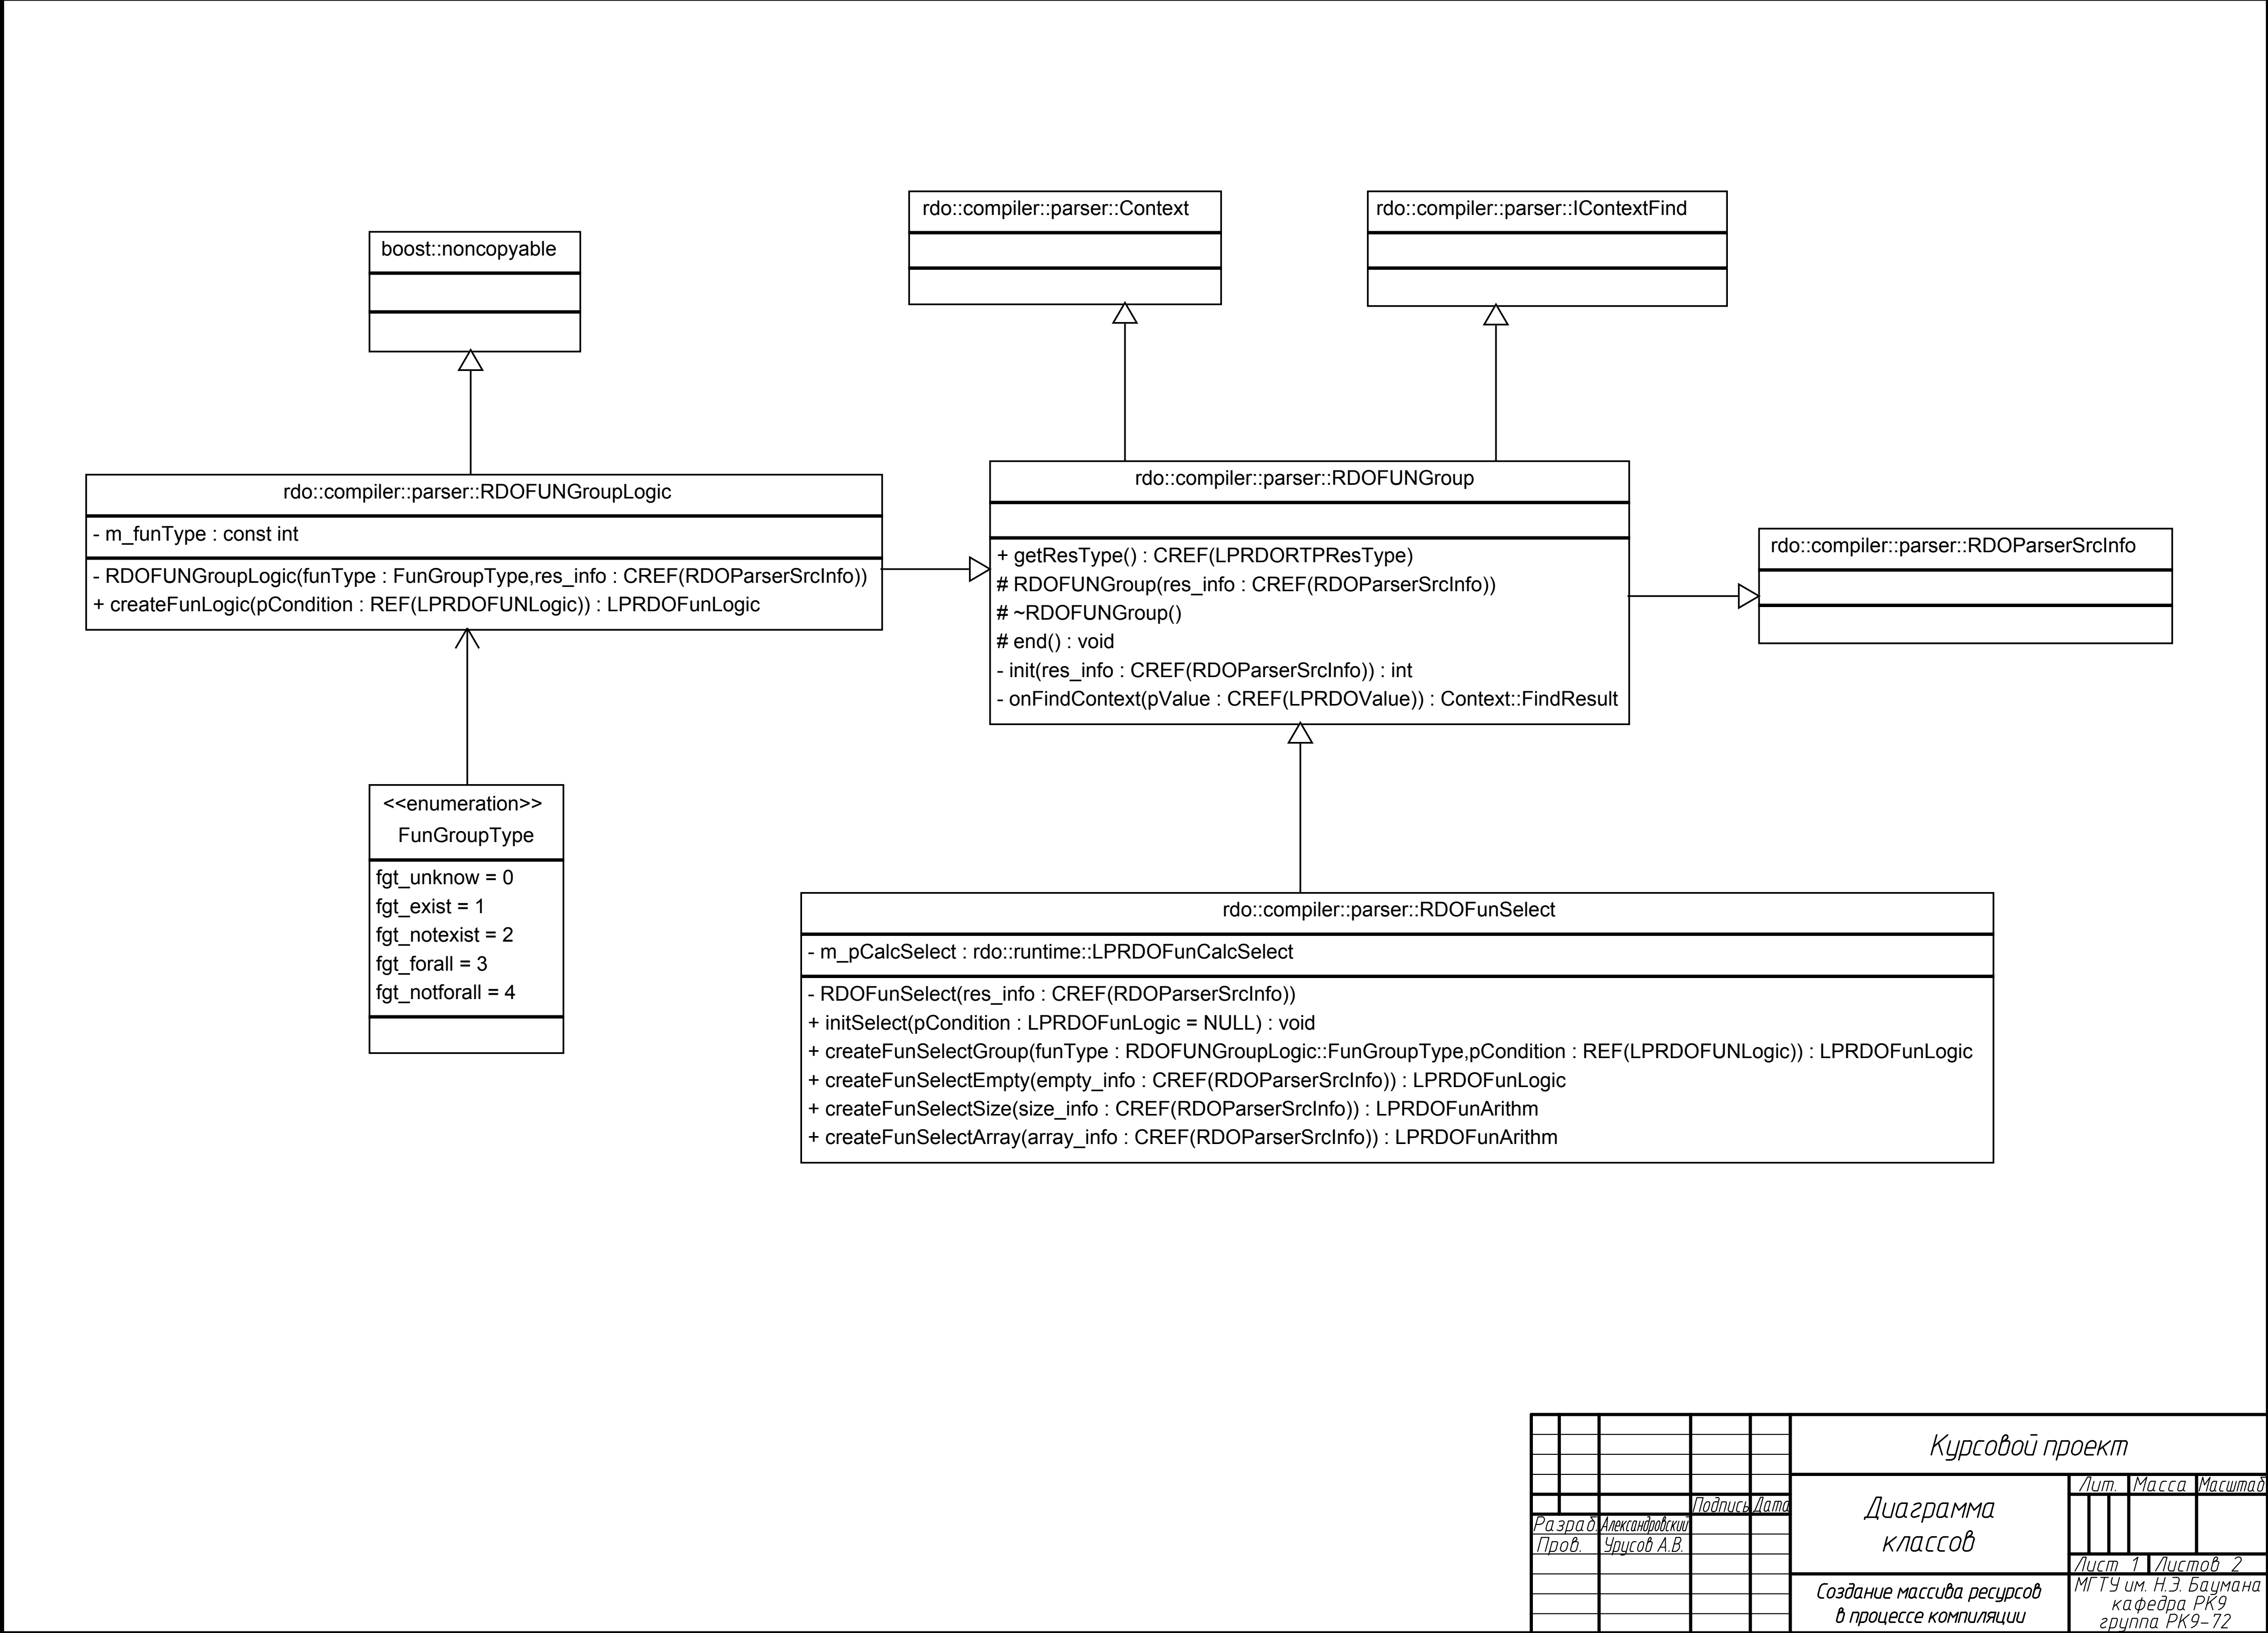 rdo::compiler::parser::Context
rdo::compiler::parser::IContextFind
boost::noncopyable
rdo::compiler::parser::RDOFUNGroupLogic
- m_funType : const int
- RDOFUNGroupLogic(funType : FunGroupType,res_info : CREF(RDOParserSrcInfo))
+ createFunLogic(pCondition : REF(LPRDOFUNLogic)) : LPRDOFunLogic
rdo::compiler::parser::RDOFUNGroup
+ getResType() : CREF(LPRDORTPResType)
# RDOFUNGroup(res_info : CREF(RDOParserSrcInfo))
# ~RDOFUNGroup()
# end() : void
- init(res_info : CREF(RDOParserSrcInfo)) : int
- onFindContext(pValue : CREF(LPRDOValue)) : Context::FindResult
rdo::compiler::parser::RDOParserSrcInfo
<<enumeration>>
FunGroupType
fgt_unknow = 0
fgt_exist = 1
fgt_notexist = 2
fgt_forall = 3
fgt_notforall = 4
rdo::compiler::parser::RDOFunSelect
- m_pCalcSelect : rdo::runtime::LPRDOFunCalcSelect
- RDOFunSelect(res_info : CREF(RDOParserSrcInfo))
+ initSelect(pCondition : LPRDOFunLogic = NULL) : void
+ createFunSelectGroup(funType : RDOFUNGroupLogic::FunGroupType,pCondition : REF(LPRDOFUNLogic)) : LPRDOFunLogic
+ createFunSelectEmpty(empty_info : CREF(RDOParserSrcInfo)) : LPRDOFunLogic
+ createFunSelectSize(size_info : CREF(RDOParserSrcInfo)) : LPRDOFunArithm
+ createFunSelectArray(array_info : CREF(RDOParserSrcInfo)) : LPRDOFunArithm
Курсовой проект
Подпись Дата
Разраб. Александровский
Пров. Урусов А.В.
Диаграмма
классов
Лит. Масса Масштаб
Лист 1 Листов 2
Создание массива ресурсов
в процессе компиляции
МГТУ им. Н.Э. Баумана
кафедра РК9
группа РК9-72